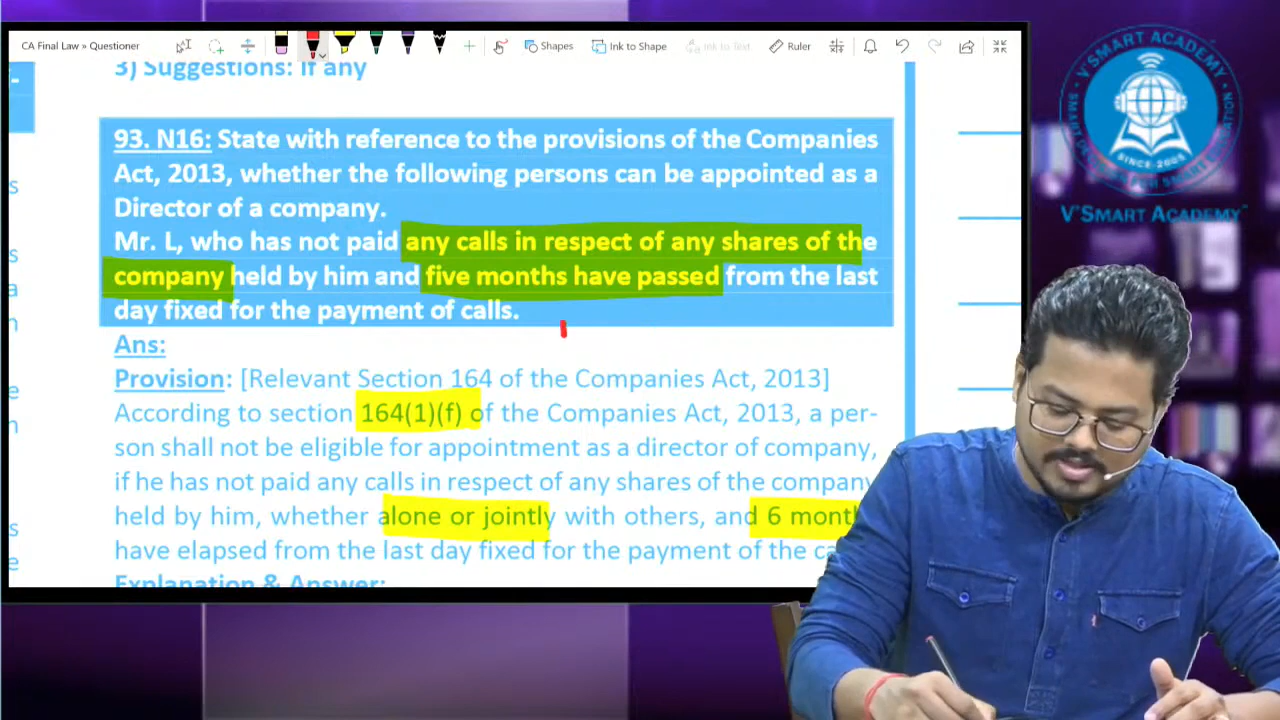 CA Final Law » Questioner
Shapes
Ink to Shape
Ink to Text
Ruler
3) Suggestions: If any
93. N16: State with reference to the provisions of the Companies
Act, 2013, whether the following persons can be appointed as a
Director of a company.
Mr. L, who has not paid any calls in respect of any shares of the
company held by him and five months have passed from the last
day fixed for the payment of calls.
Ans:
Provision: [Relevant Section 164 of the Companies Act, 2013]
According to section 164(1)(f) of the Companies Act, 2013, a per-
son shall not be eligible for appointment as a director of company,
if he has not paid any calls in respect of any shares of the company
held by him, whether alone or jointly with others, and 6 month
have elapsed from the last day fixed for the payment of the ca
Explanation & Answer:
V'SMART ACADEMY
SINCE-2005
V'SMART ACADEMY